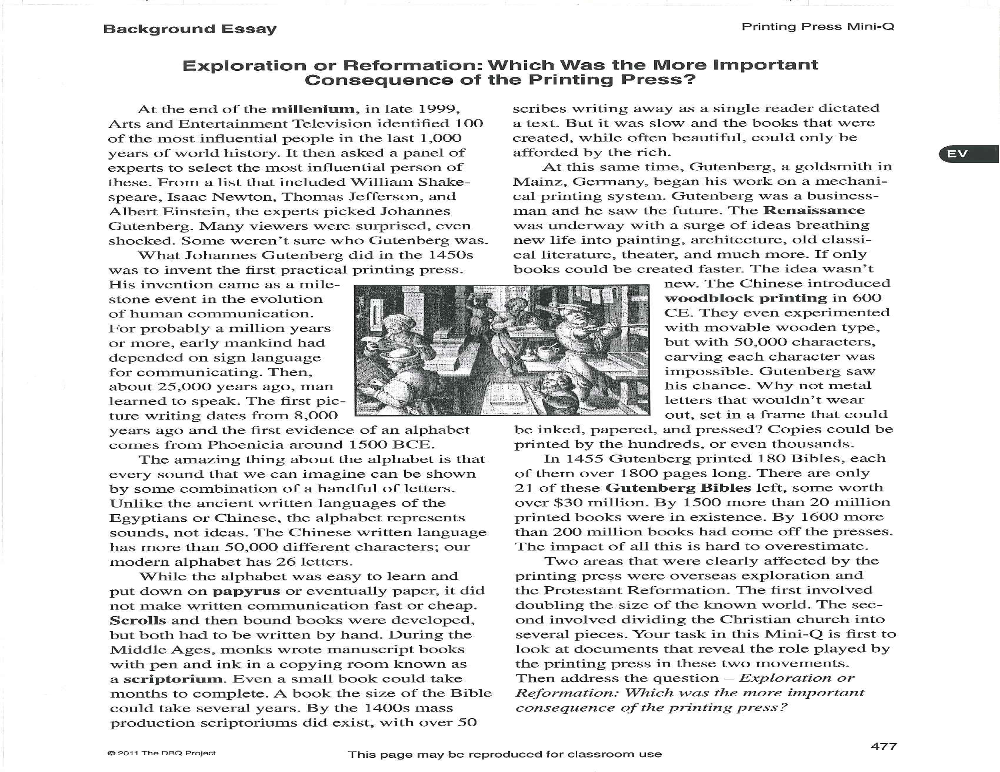 Background Essay
Printing Press Mini-Q
Exploration or Reformation: Which Was the More Important
Consequence of the Printing Press?
At the end of the millenium, in late 1999,
Arts and Entertainment Television identified 100
of the most influential people in the last 1,000
years of world history. It then asked a panel of
experts to select the most influential person of
these. From a list that included William Shake-
speare, Isaac Newton, Thomas Jefferson, and
Albert Einstein, the experts picked Johannes
Gutenberg. Many viewers were surprised, even
shocked. Some weren't sure who Gutenberg was.
What Johannes Gutenberg did in the 1450s
was to invent the first practical printing press.
His invention came as a mile-
stone event in the evolution
of human communication.
For probably a million years
or more, early mankind had
depended on sign language
for communicating. Then,
about 25,000 years ago, man
learned to speak. The first pic-
ture writing dates from 8,000
years ago and the first evidence of an alphabet
comes from Phoenicia around 1500 BCE.
The amazing thing about the alphabet is that
every sound that we can imagine can be shown
by some combination of a handful of letters.
Unlike the ancient written languages of the
Egyptians or Chinese, the alphabet represents
sounds, not ideas. The Chinese written language
has more than 50,000 different characters; our
modern alphabet has 26 letters.
While the alphabet was easy to learn and
put down on papyrus or eventually paper, it did
not make written communication fast or cheap.
Scrolls and then bound books were developed,
but both had to be written by hand. During the
Middle Ages, monks wrote manuscript books
with pen and ink in a copying room known as
a scriptorium. Even a small book could take
months to complete. A book the size of the Bible
could take several years. By the 1400s mass
production scriptoriums did exist, with over 50
scribes writing away as a single reader dictated
a text. But it was slow and the books that were
created, while often beautiful, could only be
afforded by the rich.
At this same time, Gutenberg, a goldsmith in
Mainz, Germany, began his work on a mechani-
cal printing system. Gutenberg was a business-
man and he saw the future. The Renaissance
was underway with a surge of ideas breathing
new life into painting, architecture, old classi-
cal literature, theater, and much more. If only
books could be created faster. The idea wasn't
new. The Chinese introduced
woodblock printing in 600
CE. They even experimented
with movable wooden type,
but with 50,000 characters,
carving each character was
impossible. Gutenberg saw
his chance. Why not metal
letters that wouldn't wear
out, set in a frame that could
be inked, papered, and pressed? Copies could be
printed by the hundreds, or even thousands.
In 1455 Gutenberg printed 180 Bibles, each
of them over 1800 pages long. There are only
21 of these Gutenberg Bibles left, some worth
over $30 million. By 1500 more than 20 million
printed books were in existence. By 1600 more
than 200 million books had come off the presses.
The impact of all this is hard to overestimate.
Two areas that were clearly affected by the
printing press were overseas exploration and
the Protestant Reformation. The first involved
doubling the size of the known world. The sec-
ond involved dividing the Christian church into
several pieces. Your task in this Mini-Q is first to
look at documents that reveal the role played by
the printing press in these two movements.
Then address the question – Exploration or
Reformation: Which was the more important
consequence of the printing press?
EV
© 2011 The DBQ Project
This page may be reproduced for classroom use
477